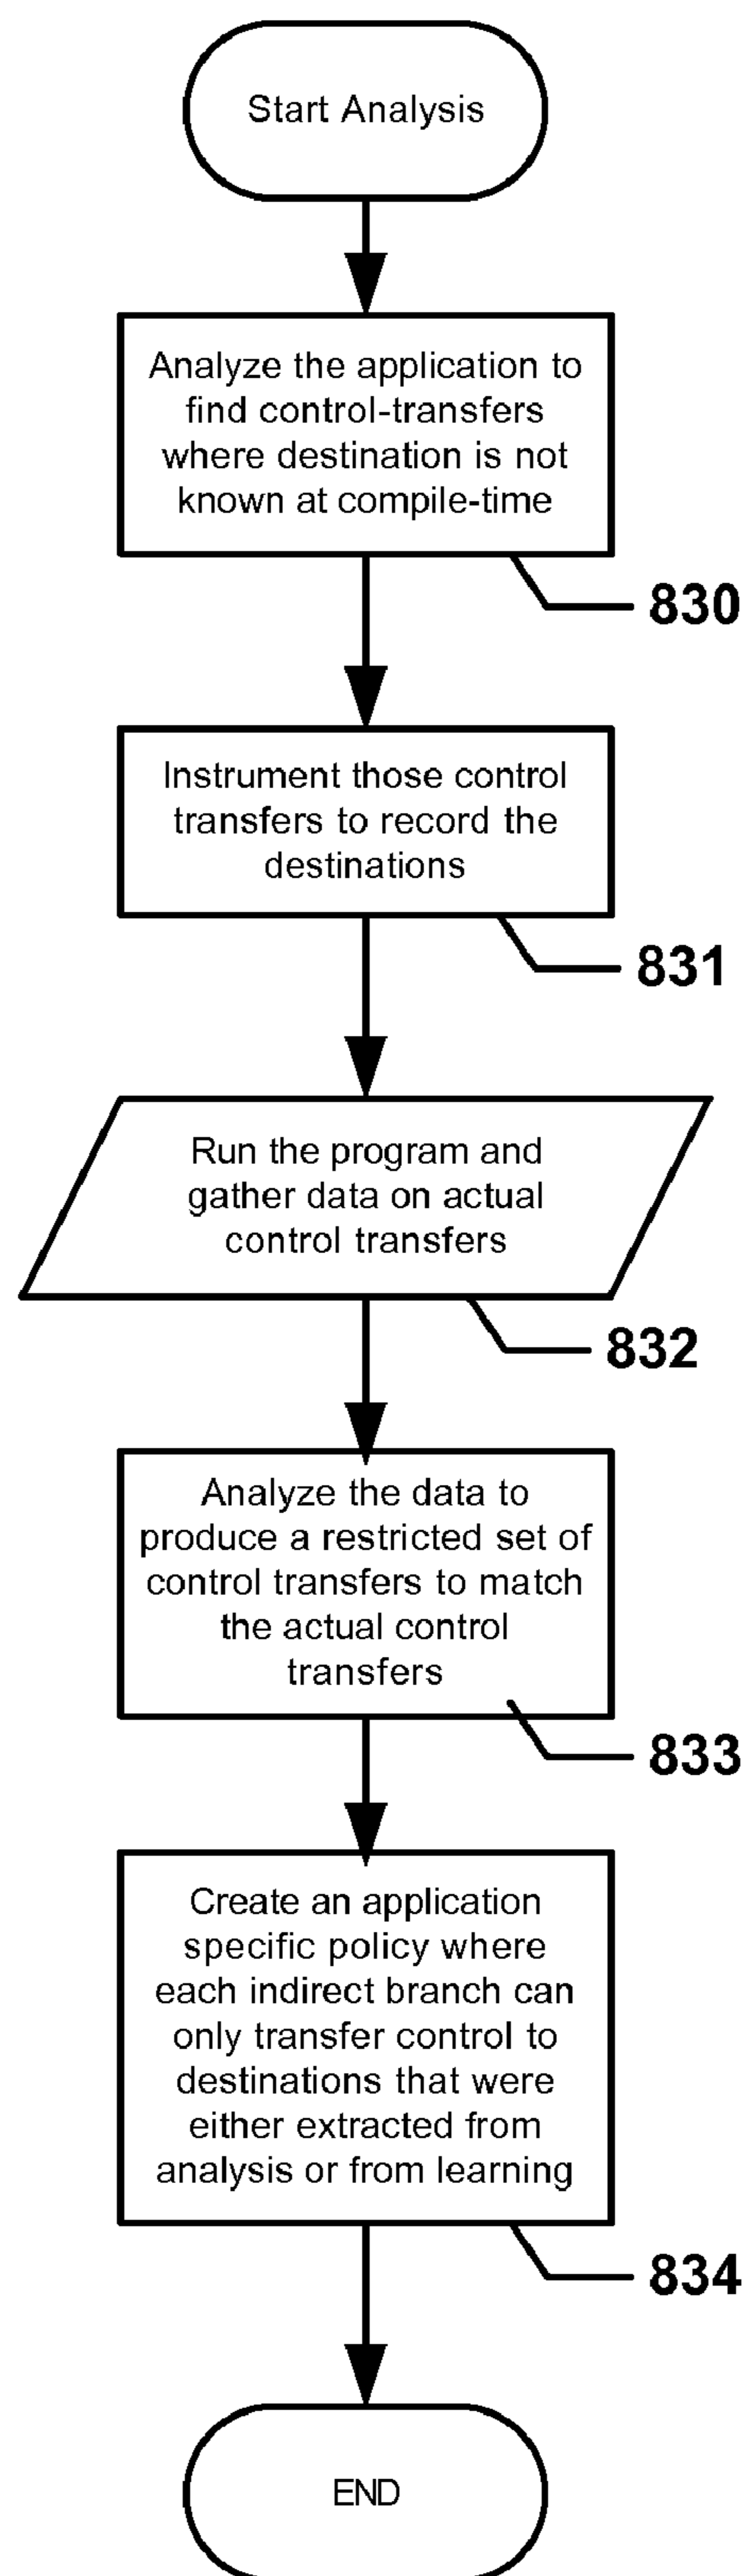 Start Analysis
Analyze the application to
find control-transfers
where destination is not
known at compile-time
830
Instrument those control
transfers to record the
destinations
831
Run the program and
gather data on actual
control transfers
832
Analyze the data to
produce a restricted set of
control transfers to match
the actual control
transfers
833
Create an application
specific policy where
each indirect branch can
only transfer control to
destinations that were
either extracted from
analysis or from learning
834
END